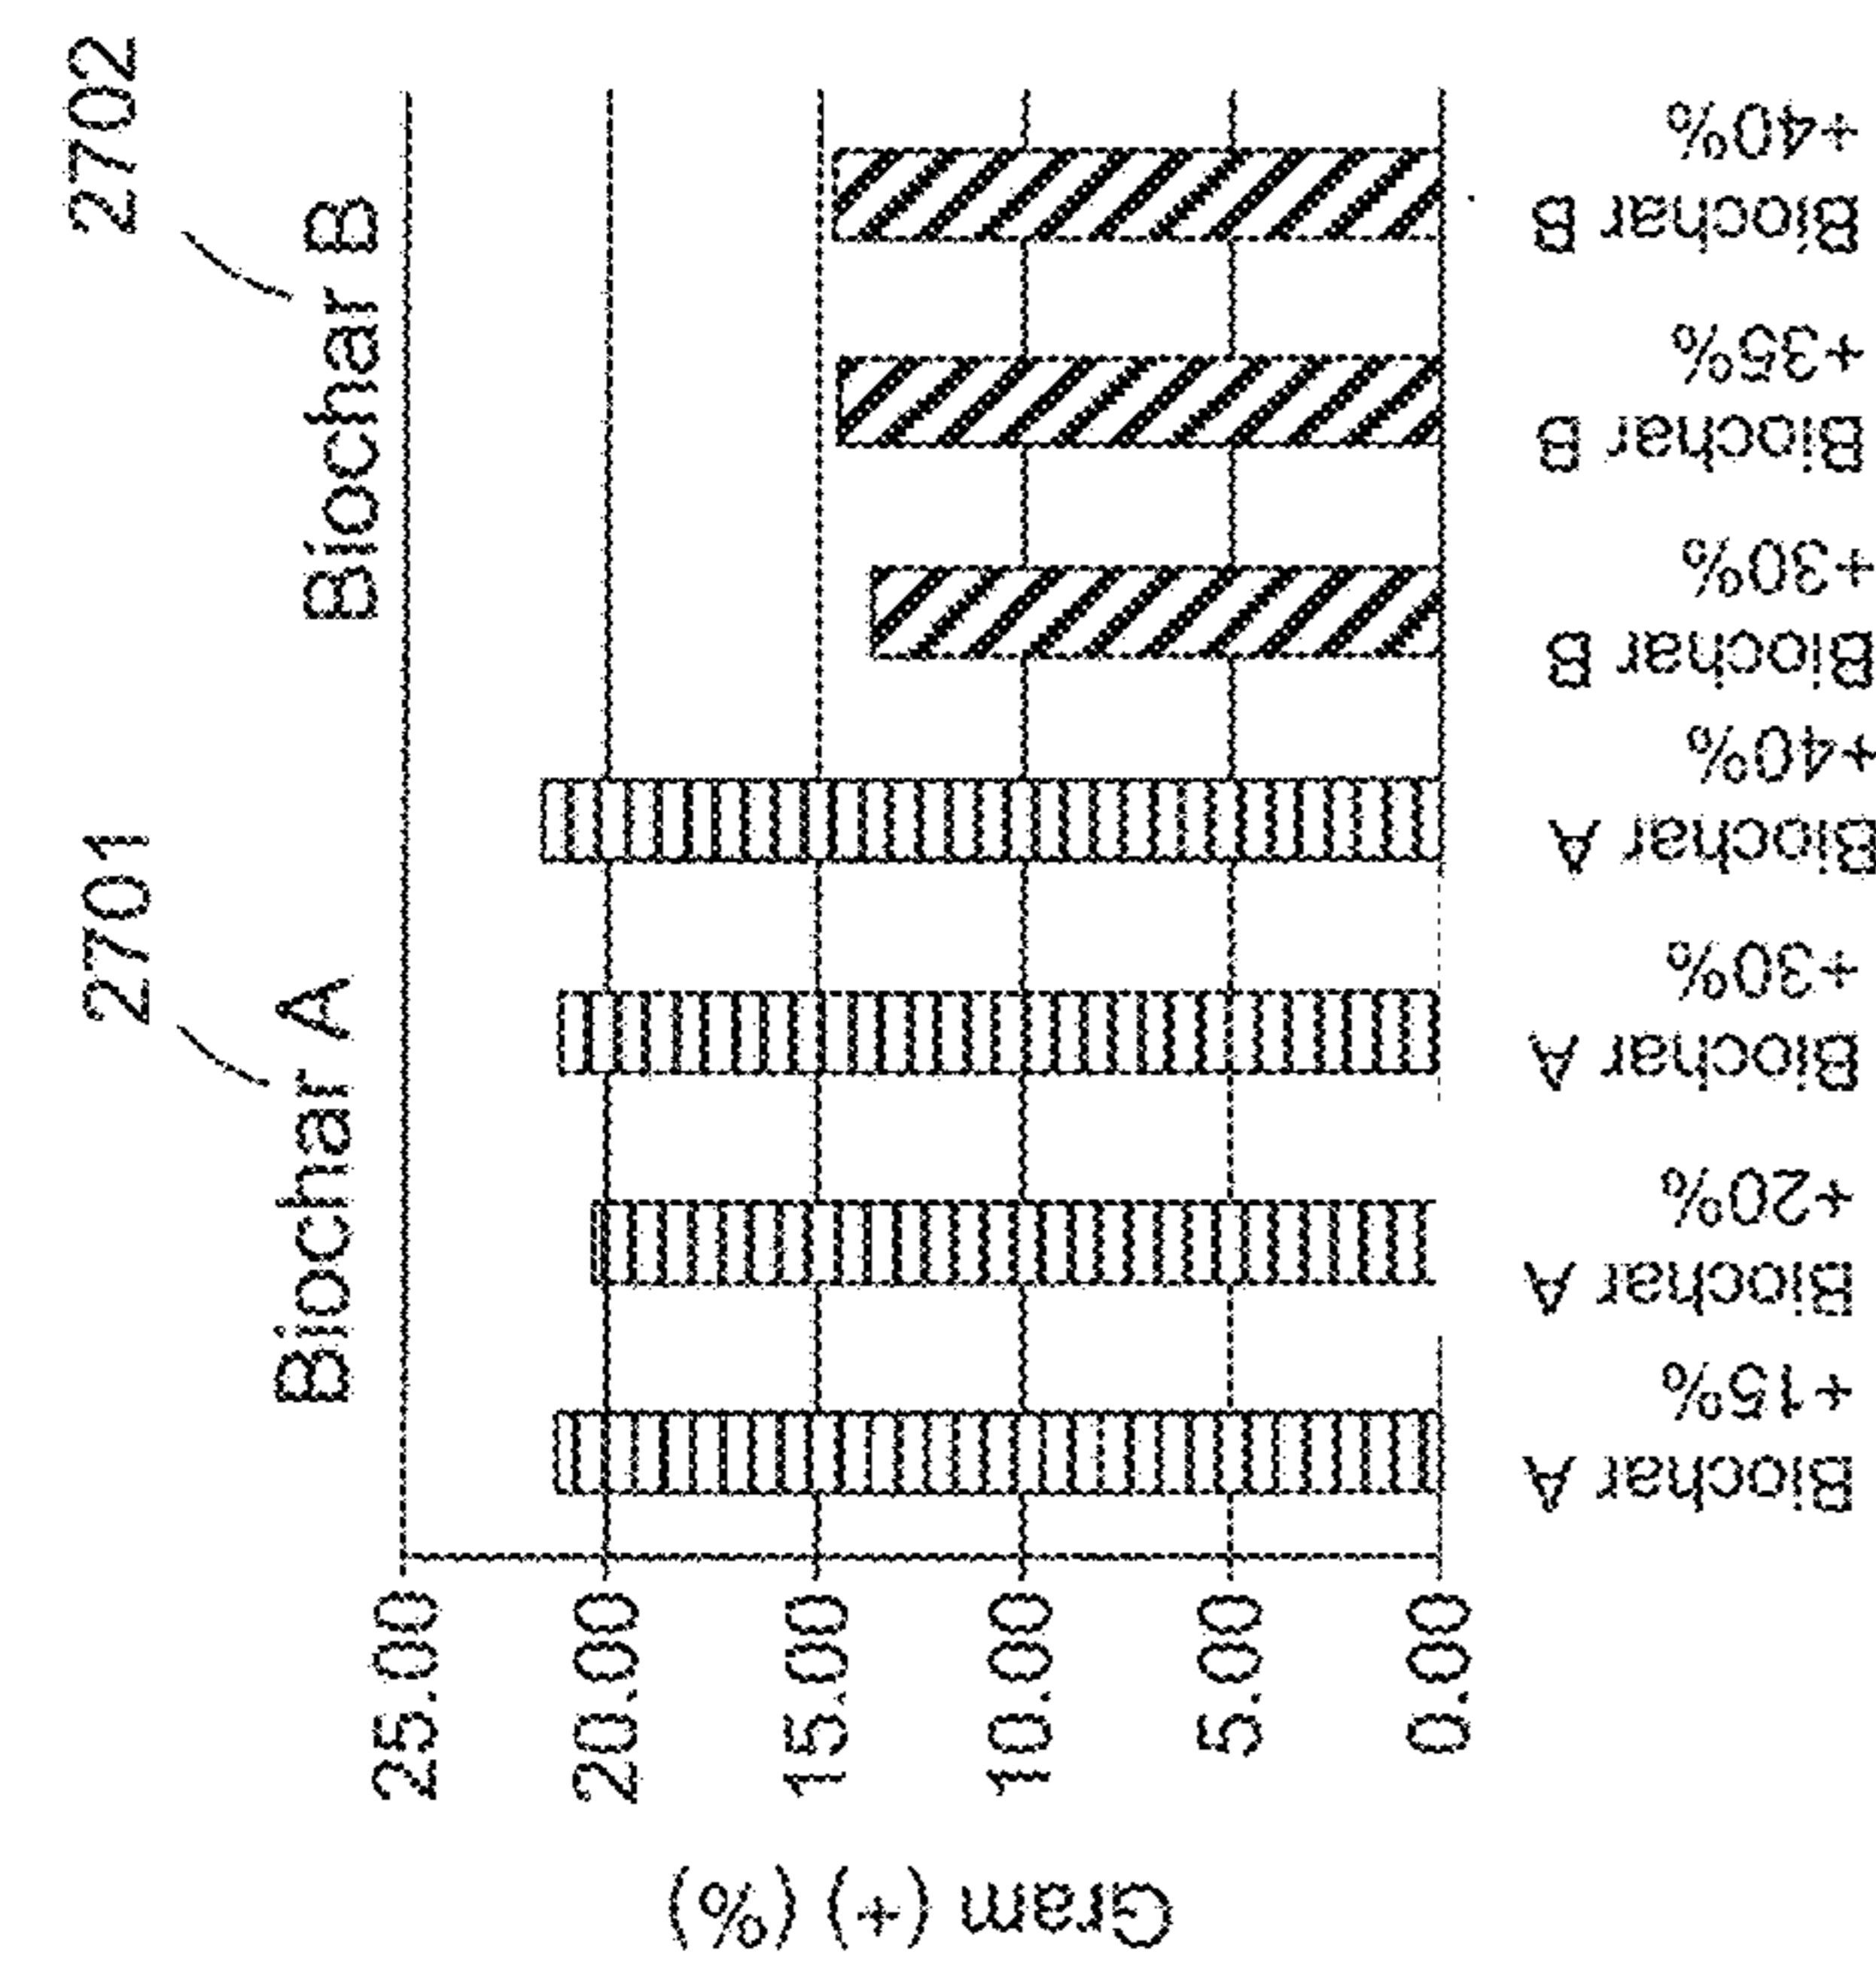 2701
2702
Biochar A
Biochar B
Gram (+) (%)
25.00
20.00
15.00
10.00
5.00
0.00
Biochar A
+15%
Biochar A
+20%
Biochar A
+30%
Biochar A
+40%
Biochar B
+30%
Biochar B
+35%
Biochar B
+40%